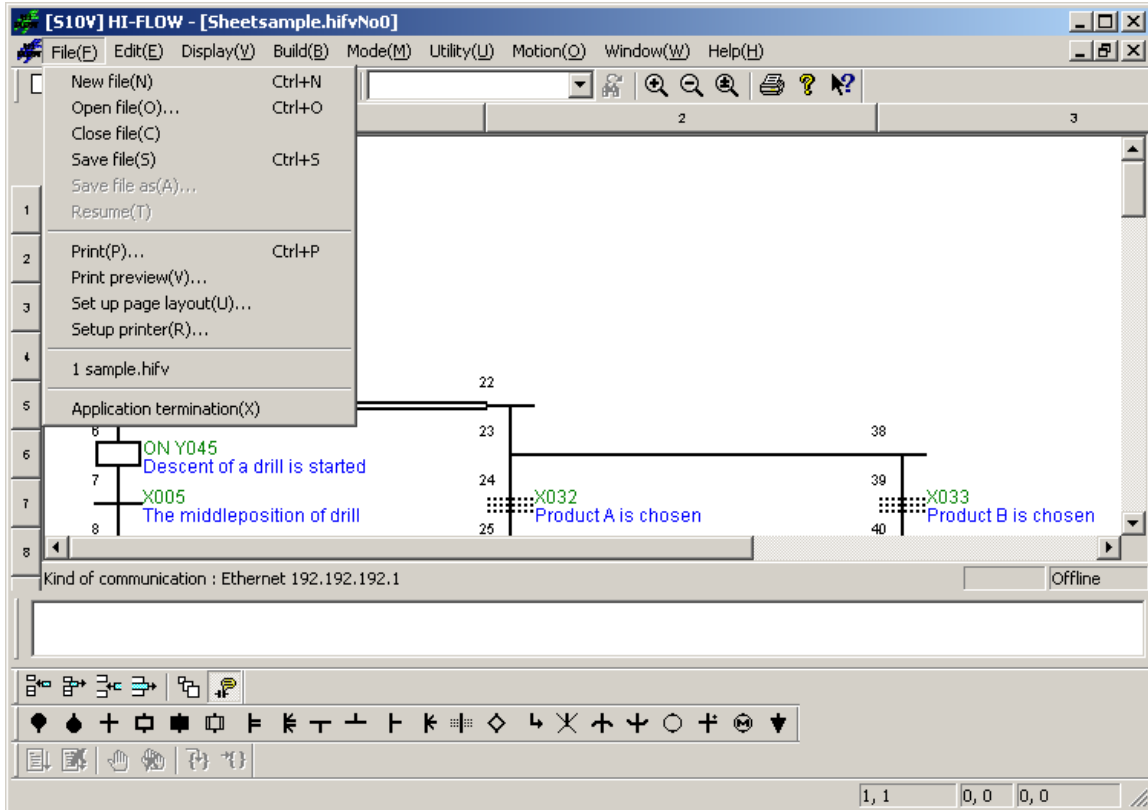 [S10V] HI-FLOW - [Sheetsample.hifvNo0]
File(F) Edit(E) Display(V) Build(B) Mode(M) Utility(U) Motion(O) Window(W) Help(H)
New file(N) Ctrl+N
Open file(O)... Ctrl+O
Close file(C)
Save file(S) Ctrl+S
Save file as(A)...
Resume(T)
Print(P)... Ctrl+P
Print preview(V)...
Set up page layout(U)...
Setup printer(R)...
1 sample.hifv
Application termination(X)
2 3
1
2
3
4
5
6
7
8
22
6 23 38
ON Y045
Descent of a drill is started
7 24 39
X005 X032 X033
The middleposition of drill Product A is chosen Product B is chosen
8 25 40
Kind of communication : Ethernet 192.192.192.1 Offline
1, 1 0, 0 0, 0